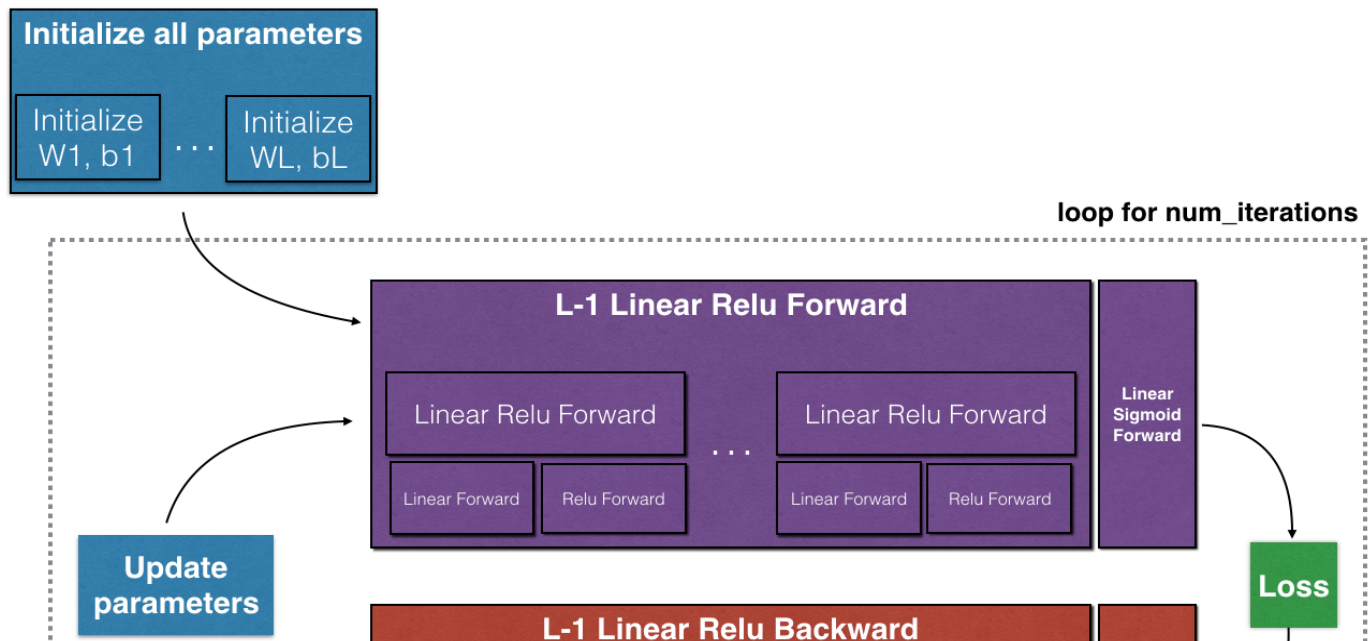 Initialize all parameters
Initialize
W1, b1
. . .
Initialize
WL, bL
loop for num_iterations
L-1 Linear Relu Forward
Linear Relu Forward
Linear Forward
Relu Forward
. . .
Linear Relu Forward
Linear Forward
Relu Forward
Linear
Sigmoid
Forward
Update
parameters
Loss
L-1 Linear Relu Backward